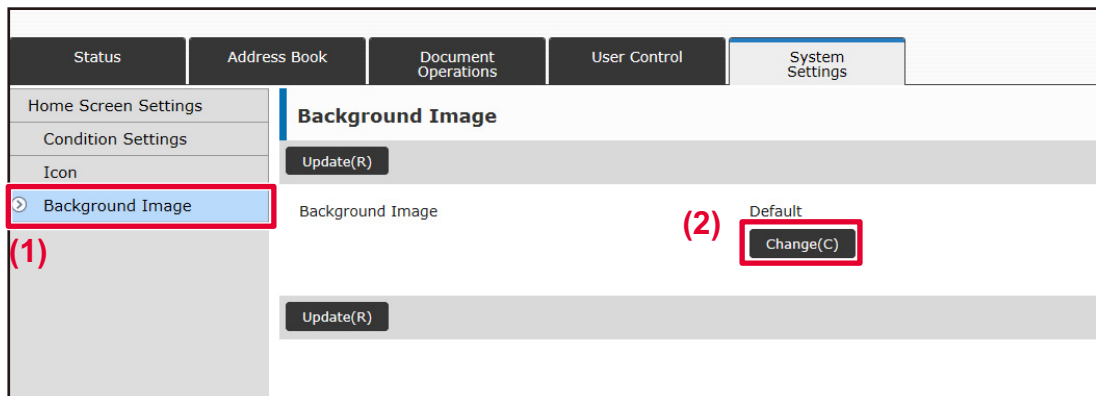 Status
Address Book
Document
Operations
User Control
System
Settings
Home Screen Settings
Condition Settings
Icon
Background Image
(1)
Background Image
Update(R)
Background Image
Default
(2)
Change(C)
Update(R)